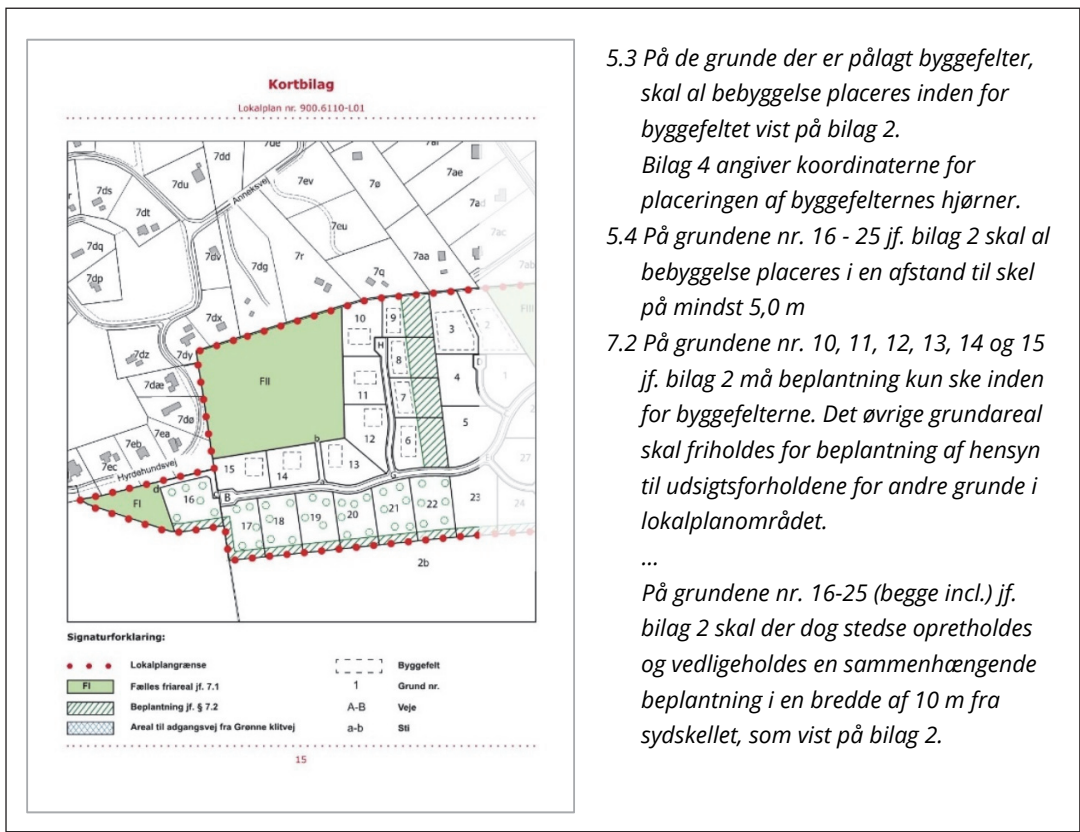 Kortbilag
Lokalplan nr. 900.6110-L01
7dd
7de
7af
7du
7ev
7ø
7ae
7ds
7dt
Anneksvej
7ad
7eu
7ac
7dq
7dv
7dg
7r
7aa
7ab
7dp
7q
FIII
7dx
10
9
3
2
7dz
7dy
H
8
D
1
FII
4
7dæ
11
7
7dø
5
12
6
7ea
b
7eb
15
14
13
27
7ec
Hyrdehundsvej
d
16
B
FI
17
18
19
20
21
22
23
24
2b
Signaturforklaring:
Lokalplangrænse
FI Fælles friareal jf. 7.1
Beplantning jf. § 7.2
Areal til adgangsvej fra Grønne klitvej
Byggefelt
1 Grund nr.
A-B Veje
a-b Sti
15
5.3 På de grunde der er pålagt byggefelter,
skal al bebyggelse placeres inden for
byggefeltet vist på bilag 2.
Bilag 4 angiver koordinaterne for
placeringen af byggefelternes hjørner.
5.4 På grundene nr. 16 - 25 jf. bilag 2 skal al
bebyggelse placeres i en afstand til skel
på mindst 5,0 m
7.2 På grundene nr. 10, 11, 12, 13, 14 og 15
jf. bilag 2 må beplantning kun ske inden
for byggefelterne. Det øvrige grundareal
skal friholdes for beplantning af hensyn
til udsigtsforholdene for andre grunde i
lokalplanområdet.
...
På grundene nr. 16-25 (begge incl.) jf.
bilag 2 skal der dog stedse opretholdes
og vedligeholdes en sammenhængende
beplantning i en bredde af 10 m fra
sydskellet, som vist på bilag 2.